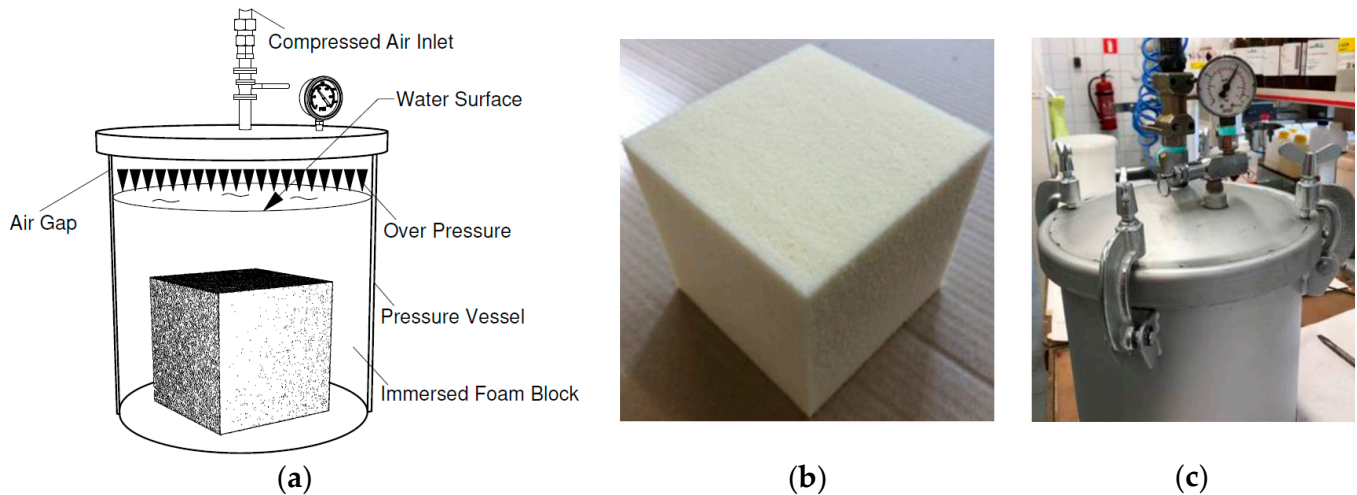 Compressed Air Inlet
Water Surface
Air Gap
Over Pressure
Pressure Vessel
Immersed Foam Block
(a)
(b)
(c)